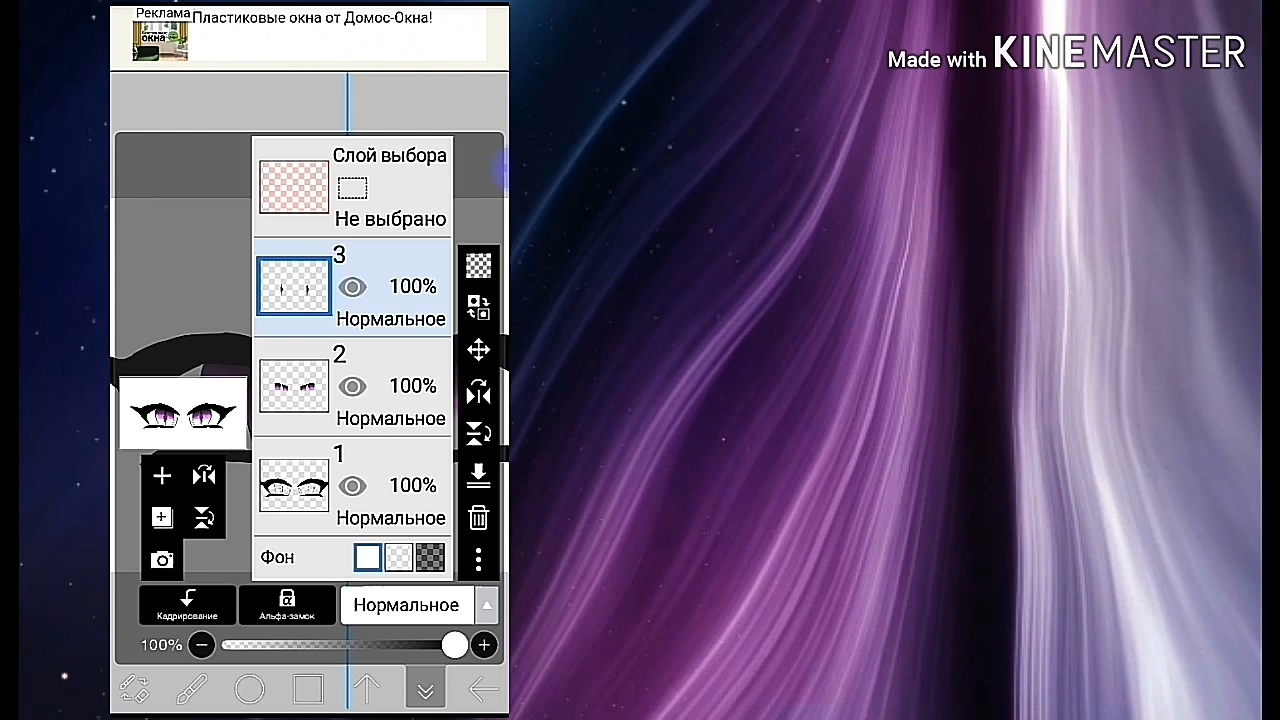 Реклама
Пластиковые окна от Домос-Окна!
окна
Made with KINEMASTER
Слой выбора
Не выбрано
3
100%
Нормальное
2
100%
Нормальное
1
100%
Нормальное
Фон
Кадрирование
Альфа-замок
Нормальное
100%